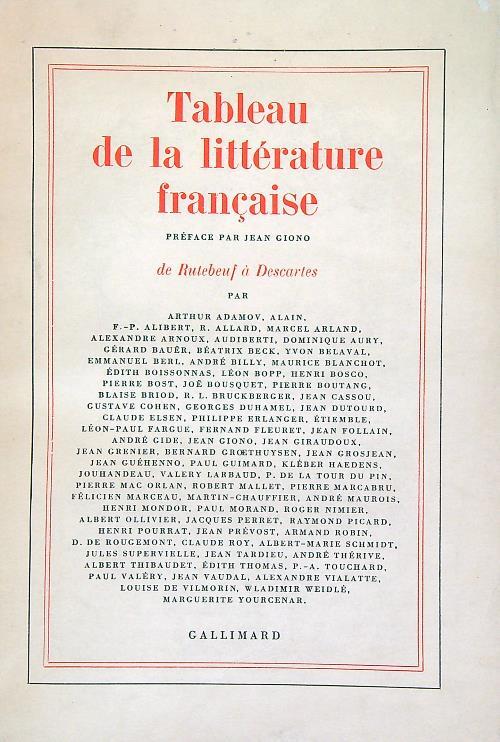 Tableau
de la littérature
française
PRÉFACE PAR JEAN GIONO
de Rutebeuf à Descartes
PAR
ARTHUR ADAMOV, ALAIN,
F.-P. ALIBERT, R. ALLARD, MARCEL ARLAND,
ALEXANDRE ARNOUX, AUDIBERTI, DOMINIQUE AURY,
GÉRARD BAUËR, BÉATRIX BECK, YVON BELAVAL,
EMMANUEL BERL, ANDRÉ BILLY, MAURICE BLANCHOT,
ÉDITH BOISSONNAS, LÉON BOPP, HENRI BOSCO,
PIERRE BOST, JOË BOUSQUET, PIERRE BOUTANG,
BLAISE BRIOD, R. L. BRUCKBERGER, JEAN CASSOU,
GUSTAVE COHEN, GEORGES DUHAMEL, JEAN DUTOURD,
CLAUDE ELSEN, PHILIPPE ERLANGER, ÉTIEMBLE,
LÉON-PAUL FARGUE, FERNAND FLEURET, JEAN FOLLAIN,
ANDRÉ GIDE, JEAN GIONO, JEAN GIRAUDOUX,
JEAN GRENIER, BERNARD GRŒTHUYSEN, JEAN GROSJEAN,
JEAN GUÉHENNO, PAUL GUIMARD, KLÉBER HAEDENS,
JOUHANDEAU, VALERY LARBAUD, P. DE LA TOUR DU PIN,
PIERRE MAC ORLAN, ROBERT MALLET, PIERRE MARCABRU,
FÉLICIEN MARCEAU, MARTIN-CHAUFFIER, ANDRÉ MAUROIS,
HENRI MONDOR, PAUL MORAND, ROGER NIMIER,
ALBERT OLLIVIER, JACQUES PERRET, RAYMOND PICARD,
HENRI POURRAT, JEAN PRÉVOST, ARMAND ROBIN,
D. DE ROUGEMONT, CLAUDE ROY, ALBERT-MARIE SCHMIDT,
JULES SUPERVIELLE, JEAN TARDIEU, ANDRÉ THÉRIVE,
ALBERT THIBAUDET, ÉDITH THOMAS, P.-A. TOUCHARD,
PAUL VALÉRY, JEAN VAUDAL, ALEXANDRE VIALATTE,
LOUISE DE VILMORIN, WLADIMIR WEIDLÉ,
MARGUERITE YOURCENAR.
GALLIMARD